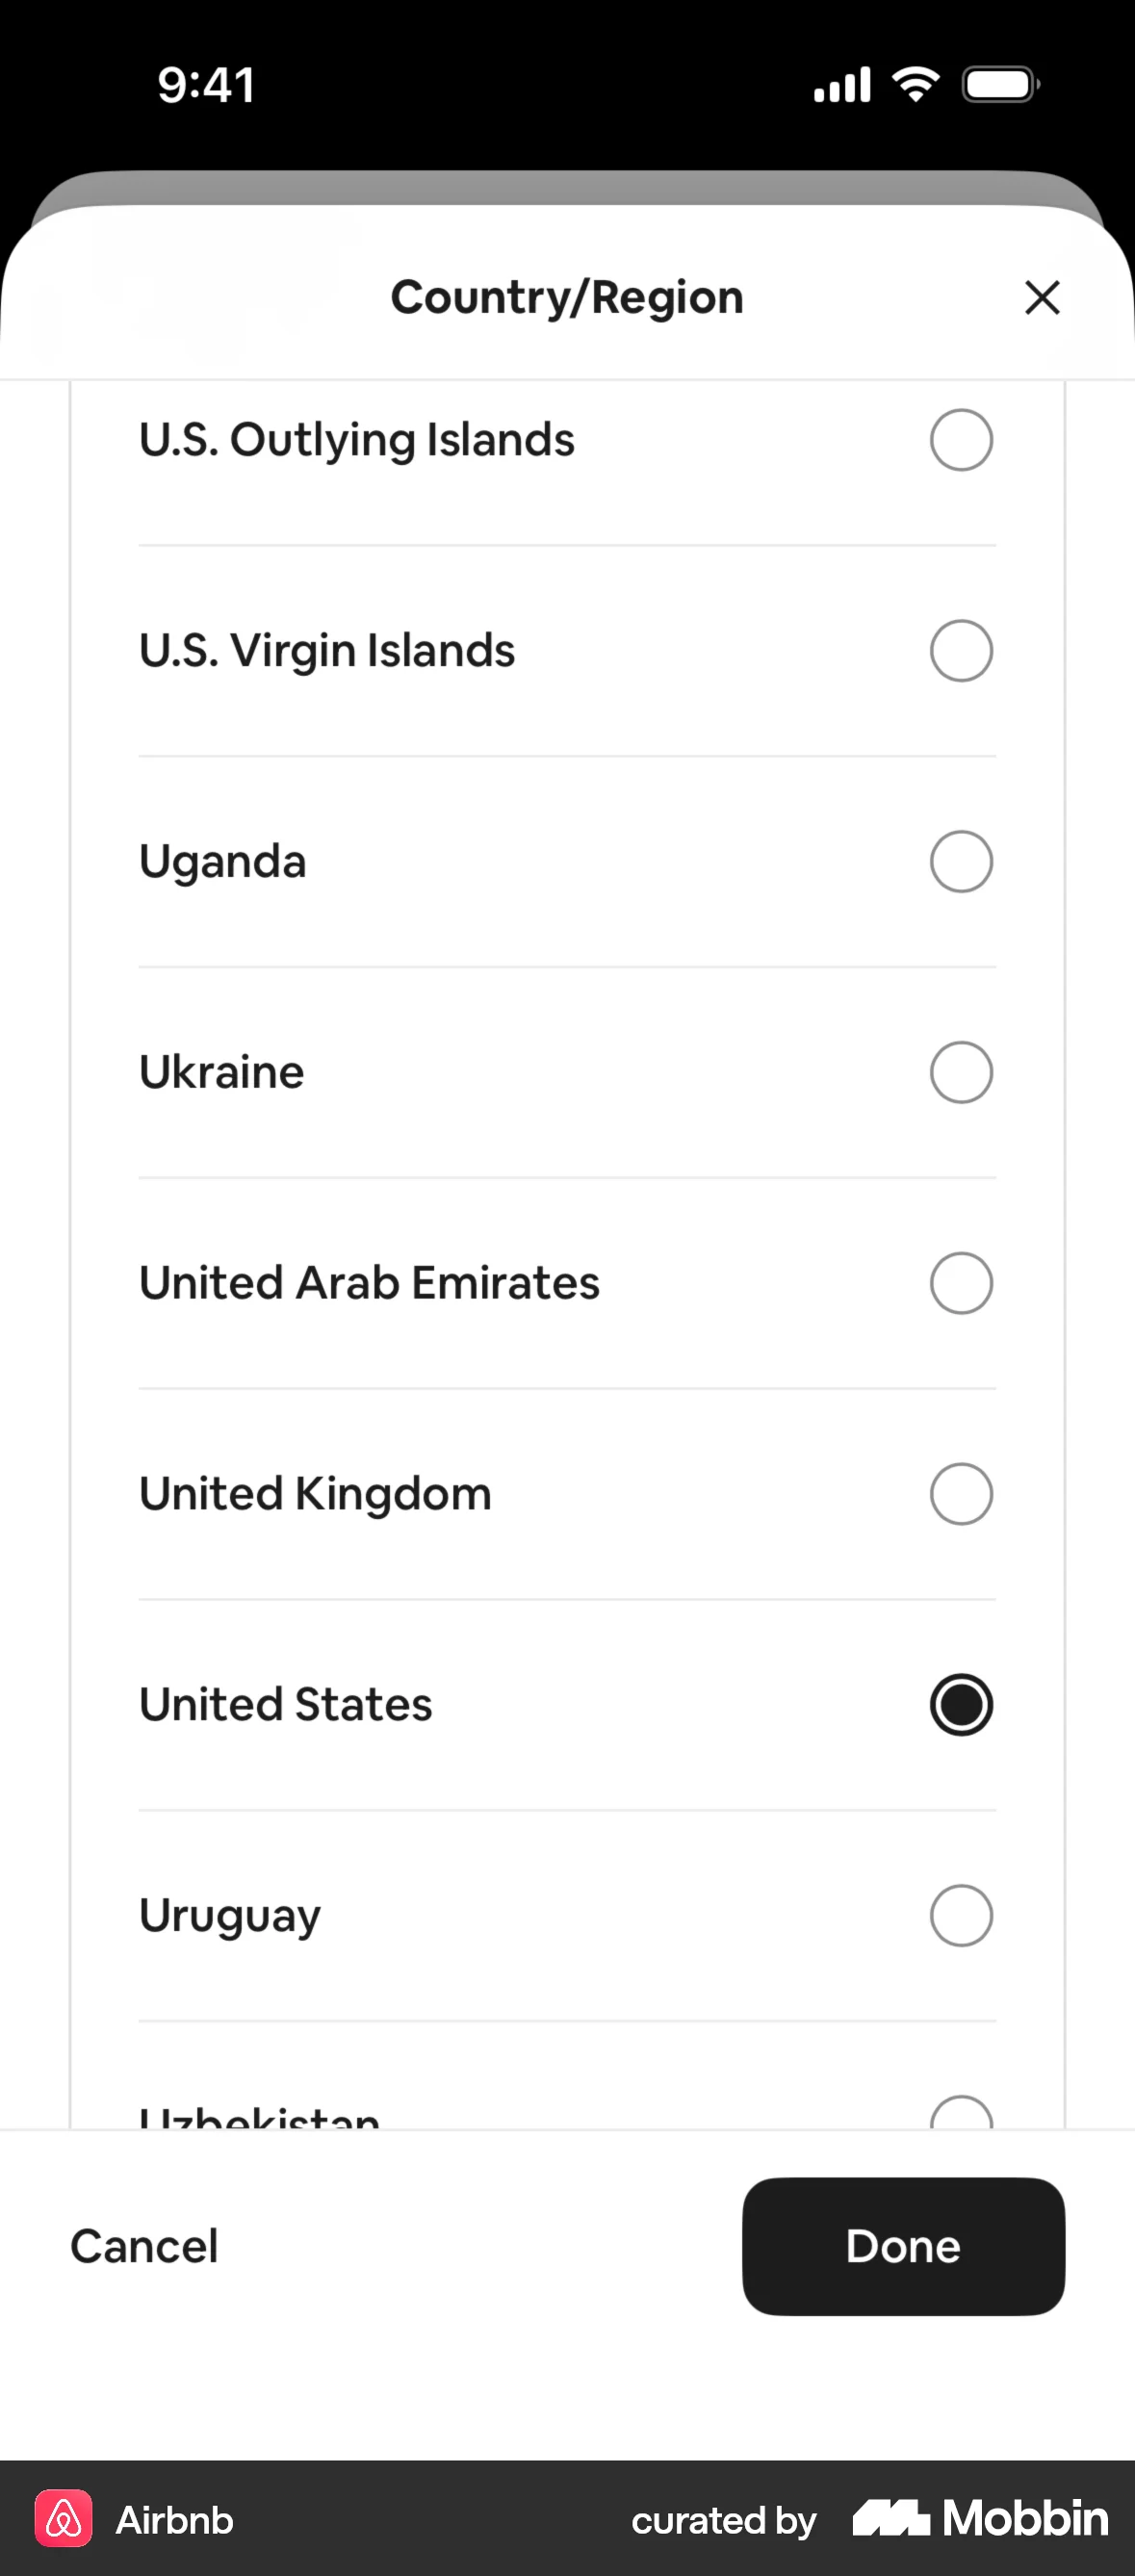 9:41
Country/Region
U.S. Outlying Islands
U.S. Virgin Islands
Uganda
Ukraine
United Arab Emirates
United Kingdom
United States
Uruguay
Uzbekistan
Cancel
Done
Airbnb
curated by Mobbin